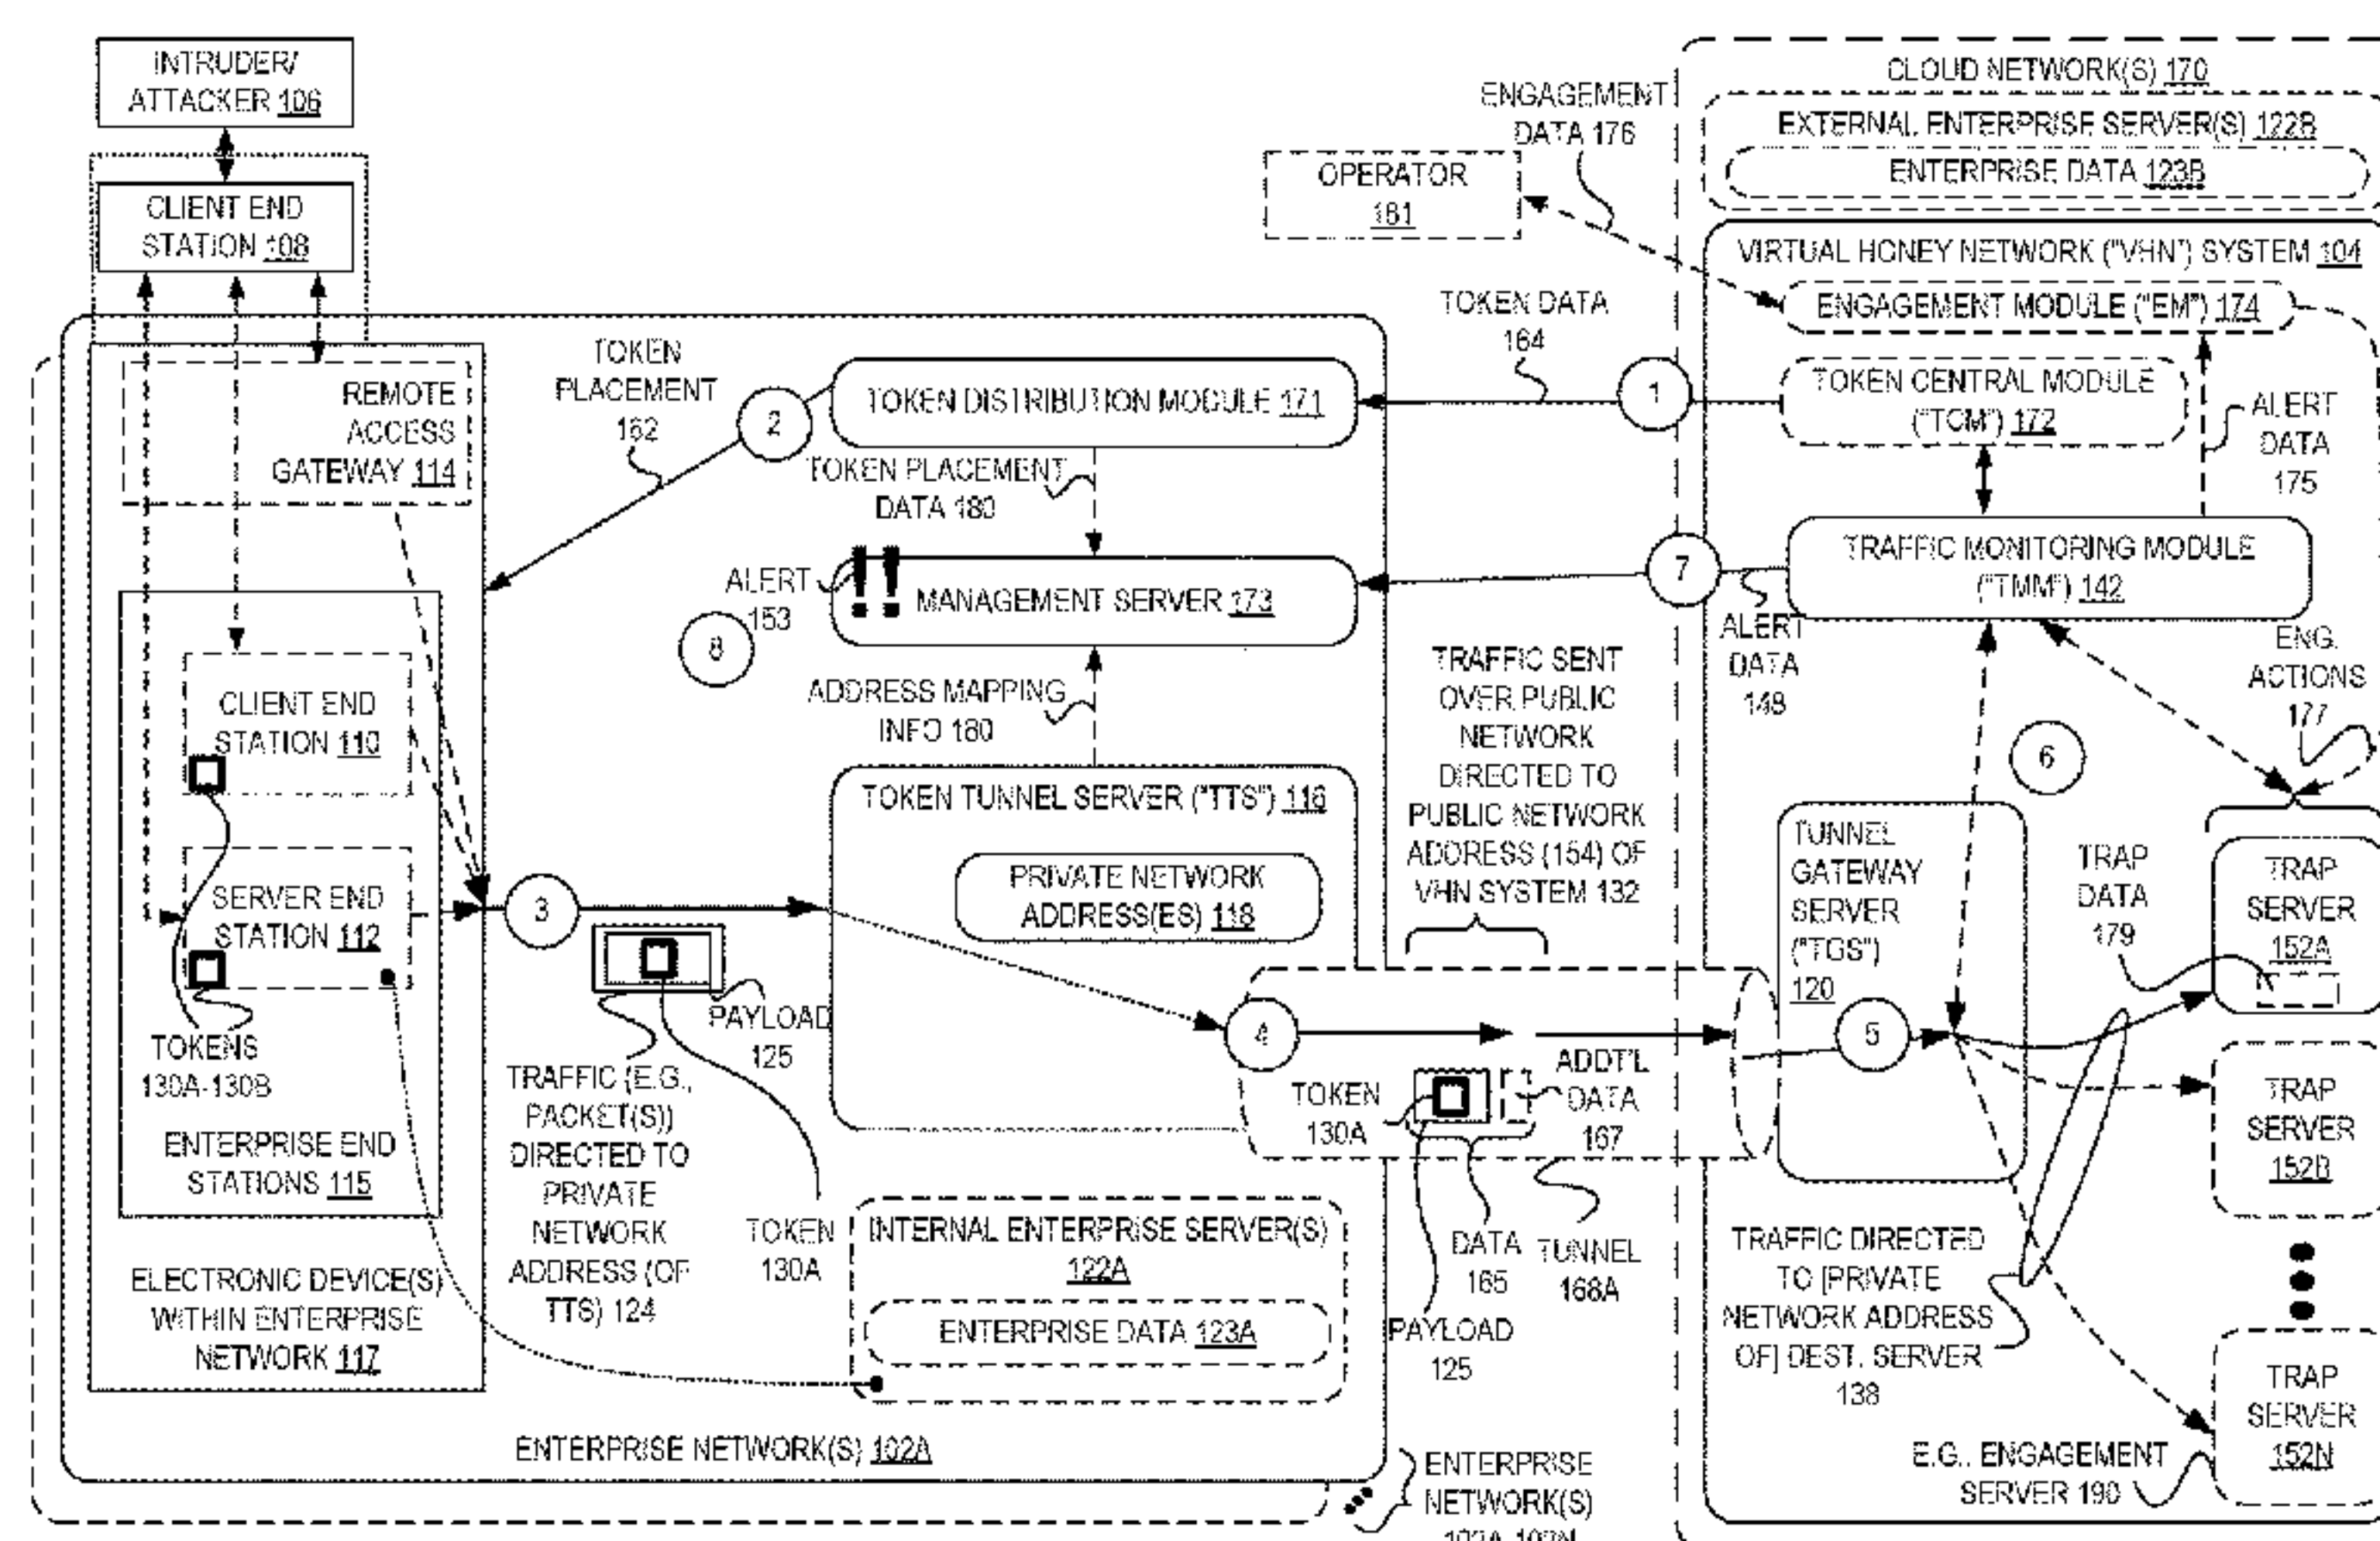 INTRUDER/
ATTACKER 106
CLIENT END
STATION 108
REMOTE
ACCESS
GATEWAY 114
CLIENT END
STATION 110
SERVER END
STATION 112
TOKENS
130A-130B
ENTERPRISE END
STATIONS 115
ELECTRONIC DEVICE(S)
WITHIN ENTERPRISE
NETWORK 117
TOKEN
PLACEMENT
162
2
TOKEN DISTRIBUTION MODULE 171
TOKEN PLACEMENT
DATA 180
ALERT
153
8
!!
MANAGEMENT SERVER 173
ADDRESS MAPPING
INFO 180
TOKEN TUNNEL SERVER ("TTS") 116
PRIVATE NETWORK
ADDRESS(ES) 118
3
PAYLOAD
125
TRAFFIC (E.G.,
PACKET(S))
DIRECTED TO
PRIVATE
NETWORK
ADDRESS (OF
TTS) 124
TOKEN
130A
INTERNAL ENTERPRISE SERVER(S)
122A
ENTERPRISE DATA 123A
ENTERPRISE NETWORK(S) 102A
ENTERPRISE
NETWORK(S)
OPERATOR
181
ENGAGEMENT
DATA 176
TOKEN DATA
164
1
7
ALERT
DATA
148
TRAFFIC SENT
OVER PUBLIC
NETWORK
DIRECTED TO
PUBLIC NETWORK
ADDRESS (154) OF
VHN SYSTEM 132
4
TOKEN
130A
ADDT'L
DATA
167
DATA
165
TUNNEL
168A
PAYLOAD
125
CLOUD NETWORK(S) 170
EXTERNAL ENTERPRISE SERVER(S) 122B
ENTERPRISE DATA 123B
VIRTUAL HONEY NETWORK ("VHN") SYSTEM 104
ENGAGEMENT MODULE ("EM") 174
TOKEN CENTRAL MODULE
("TCM") 172
ALERT
DATA
175
TRAFFIC MONITORING MODULE
("TMM") 142
ENG.
ACTIONS
177
6
TUNNEL
GATEWAY
SERVER
("TGS")
120
5
TRAP
DATA
179
TRAP
SERVER
152A
TRAP
SERVER
152B
TRAP
SERVER
152N
TRAFFIC DIRECTED
TO [PRIVATE
NETWORK ADDRESS
OF] DEST. SERVER
138
E.G., ENGAGEMENT
SERVER 190